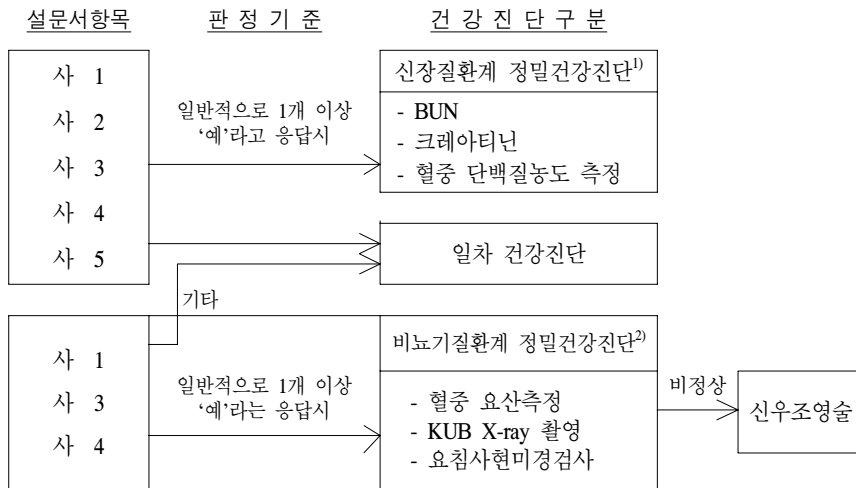 설문서항목 판 정 기 준 건 강 진 단 구 분
사 1
사 2
사 3
사 4
사 5
일반적으로 1개 이상
‘예’라고 응답시
신장질환계 정밀건강진단1)
- BUN
- 크레아티닌
- 혈중 단백질농도 측정
일차 건강진단
기타
사 1
사 3
사 4
일반적으로 1개 이상
‘예’라는 응답시
비뇨기질환계 정밀건강진단2)
- 혈중 요산측정
- KUB X-ray 촬영
- 요침사현미경검사
비정상
신우조영술